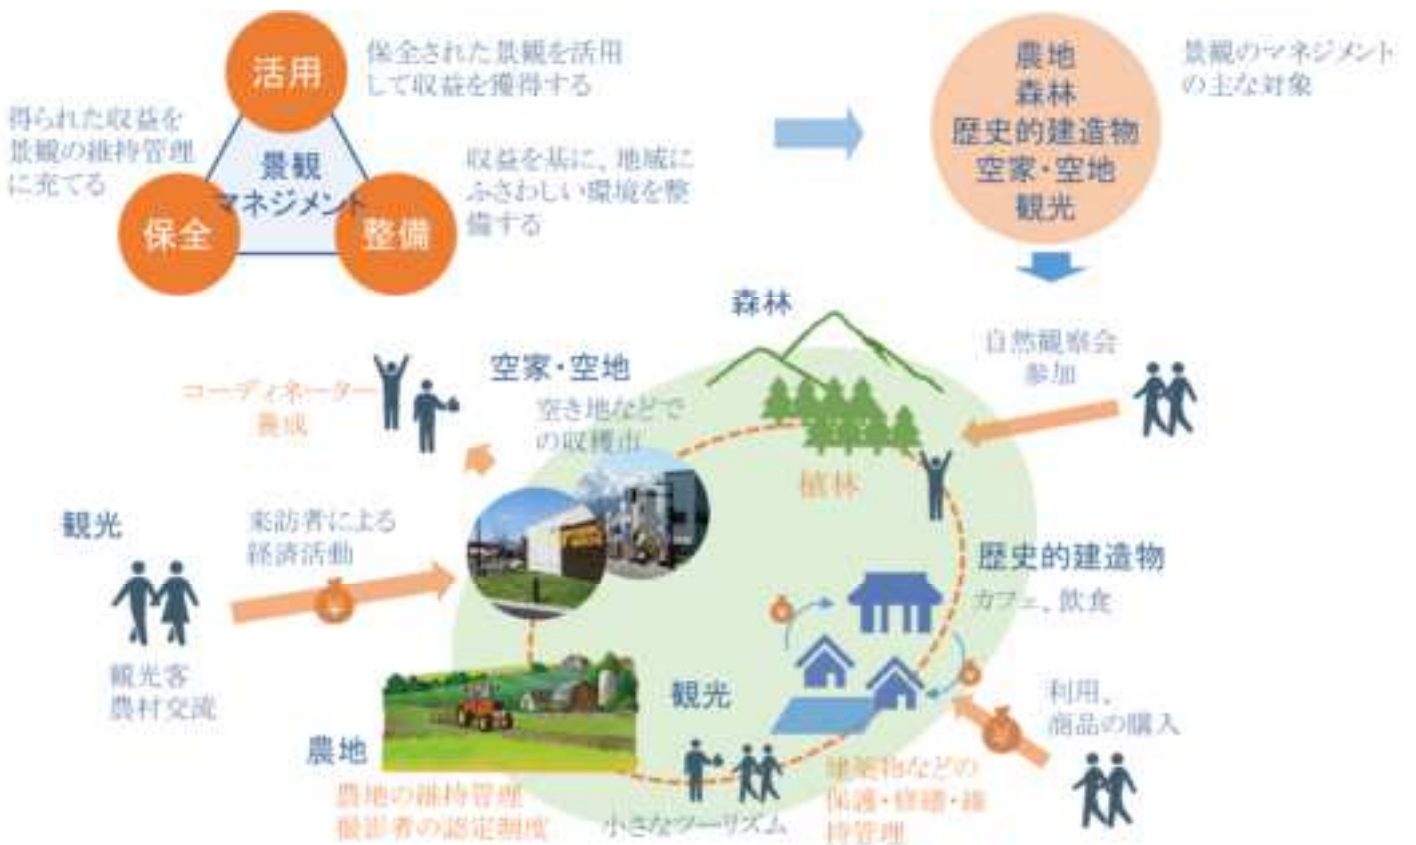 活用
保全された景観を活用
して収益を獲得する
得られた収益を
景観の維持管理
に充てる
景観
マネジメント
保全
整備
収益を基に、地域に
ふさわしい環境を整
備する
農地
森林
歴史的建造物
空家・空地
観光
景観のマネジメント
の主な対象
森林
自然観察会
参加
コーディネーター
養成
空家・空地
空き地などで
の収穫市
植林
観光
来訪者による
経済活動
歴史的建造物
カフェ、飲食
観光客
農村交流
観光
利用、
商品の購入
農地
農地の維持管理
撮影者の認定制度
小さなツーリズム
建築物などの
保護・修繕・維
持管理